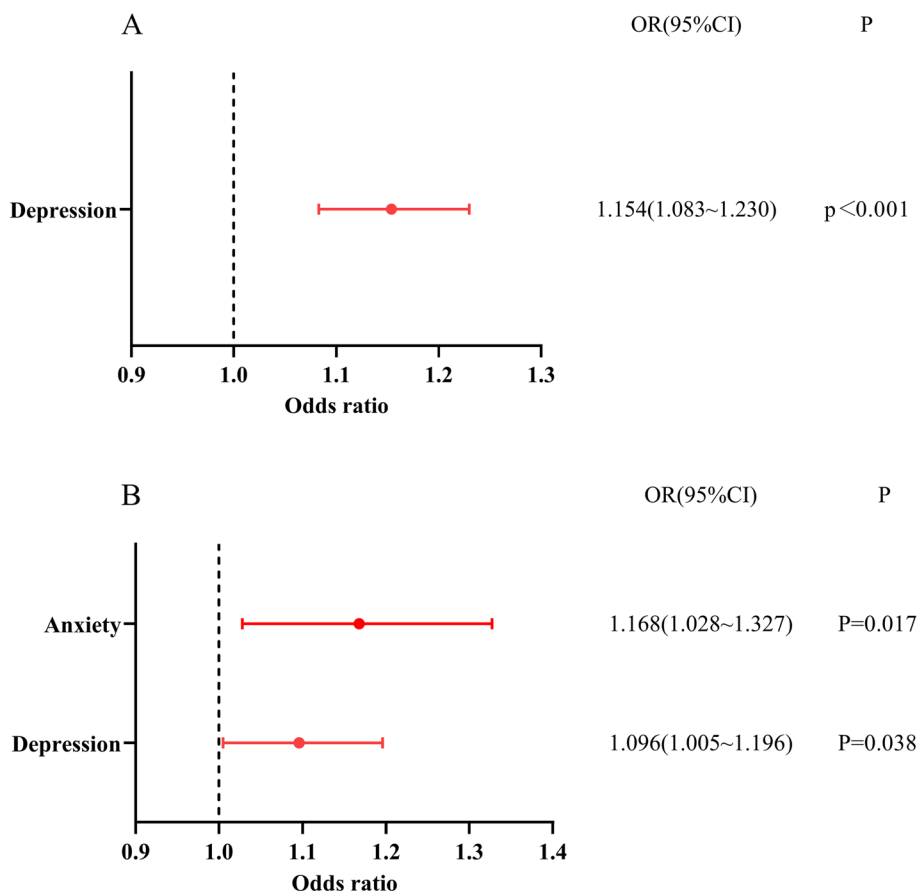 A OR(95%CI) P
Depression 1.154(1.083~1.230) p<0.001
0.9 1.0 1.1 1.2 1.3
Odds ratio
B OR(95%CI) P
Anxiety 1.168(1.028~1.327) P=0.017
Depression 1.096(1.005~1.196) P=0.038
0.9 1.0 1.1 1.2 1.3 1.4
Odds ratio